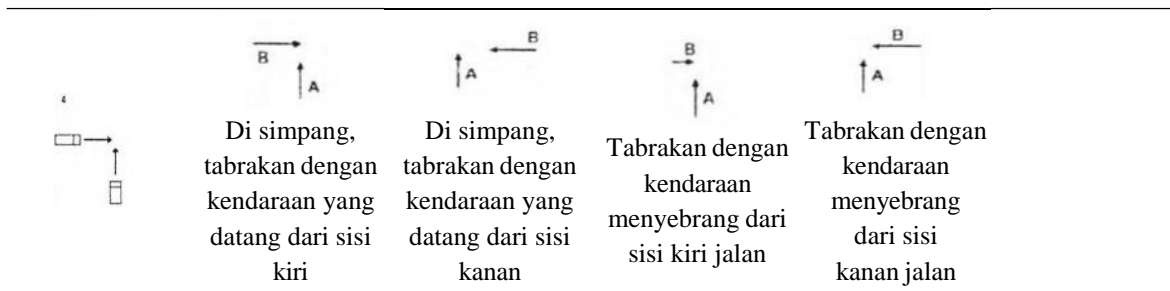 B
A
Di simpang,
tabrakan dengan
kendaraan yang
datang dari sisi
kiri
B
A
Di simpang,
tabrakan dengan
kendaraan yang
datang dari sisi
kanan
B
A
Tabrakan dengan
kendaraan
menyebrang dari
sisi kiri jalan
B
A
Tabrakan dengan
kendaraan
menyebrang
dari sisi
kanan jalan